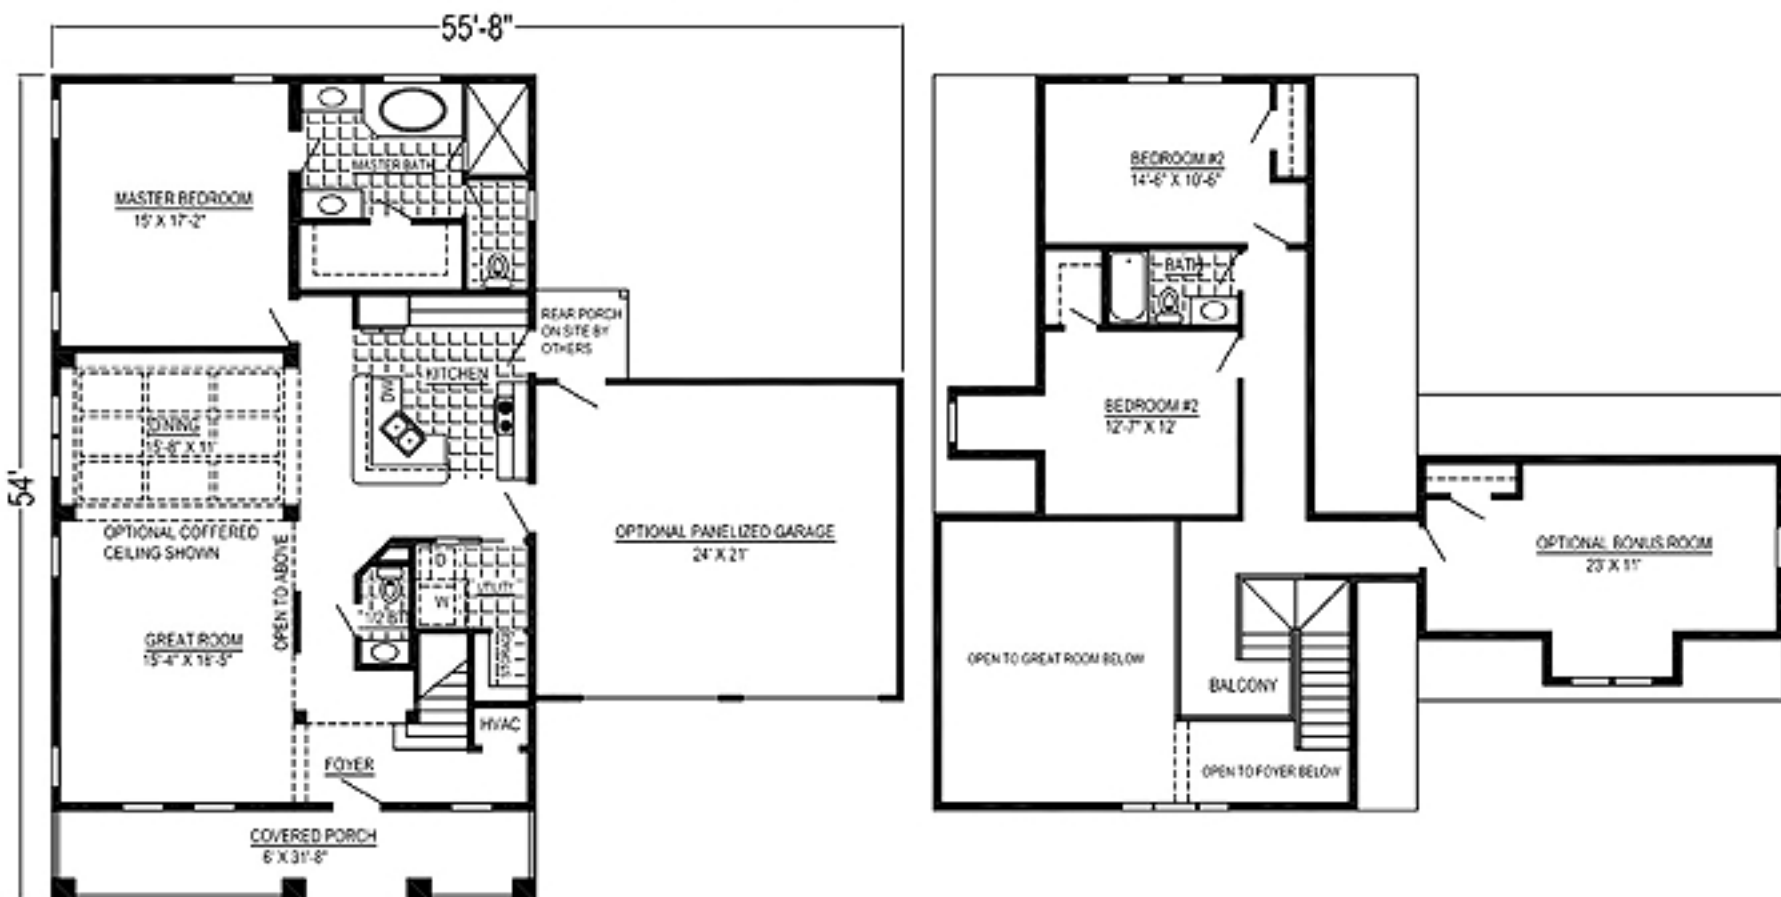 55'-8"
54'
MASTER BEDROOM
15' X 17'-2"
MASTER BATH
REAR PORCH
ON SITE BY
OTHERS
KITCHEN
DW
DINING
15'-8" X 11'
OPTIONAL COFFERED
CEILING SHOWN
OPEN TO ABOVE
OPTIONAL PANELIZED GARAGE
24' X 21'
D
W
UTILITY
1/2 BTH
STORAGE
GREAT ROOM
15'-4" X 16'-5"
HVAC
FOYER
COVERED PORCH
6' X 31'-8"
BEDROOM #2
14'-6" X 10'-6"
BATH
BEDROOM #2
12'-7" X 12'
OPTIONAL BONUS ROOM
23' X 11'
OPEN TO GREAT ROOM BELOW
BALCONY
OPEN TO FOYER BELOW